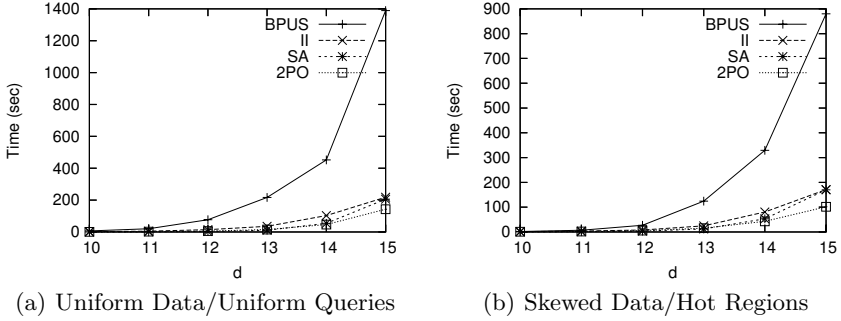 1400
1200
1000
800
600
400
200
0
Time (sec)
BPUS
II
SA
2PO
10 11 12 13 14 15
d
(a) Uniform Data/Uniform Queries
900
800
700
600
500
400
300
200
100
0
Time (sec)
BPUS
II
SA
2PO
10 11 12 13 14 15
d
(b) Skewed Data/Hot Regions